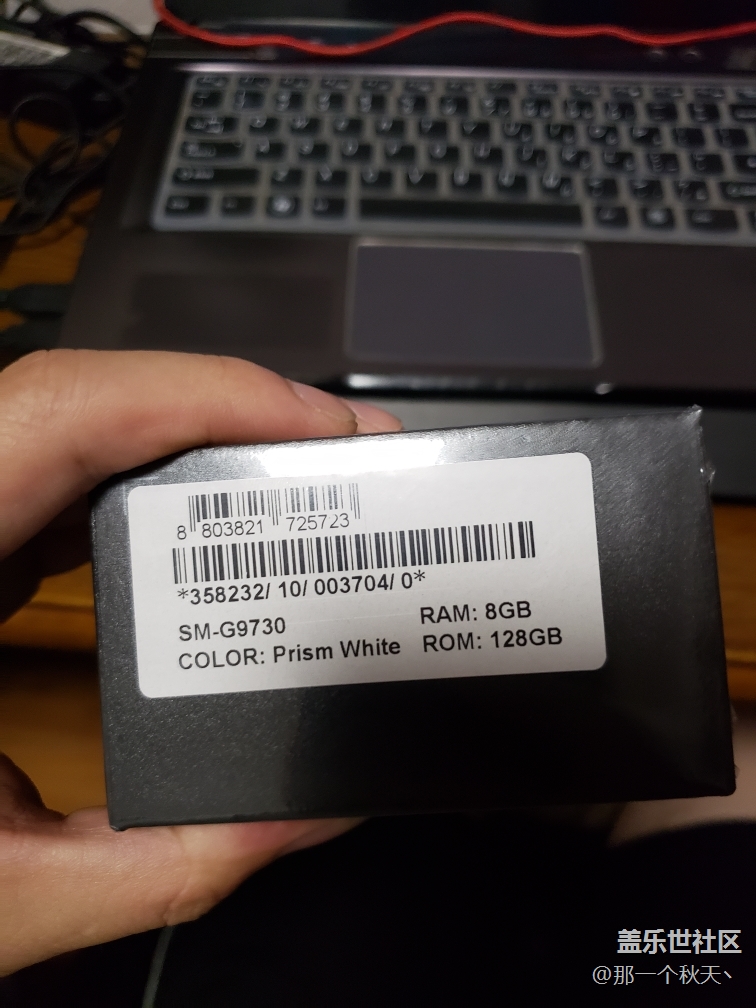 8 803821 725723
*358232/ 10/ 003704/ 0*
SM-G9730
RAM: 8GB
COLOR: Prism White
ROM: 128GB
盖乐世社区
@那一个秋天丶